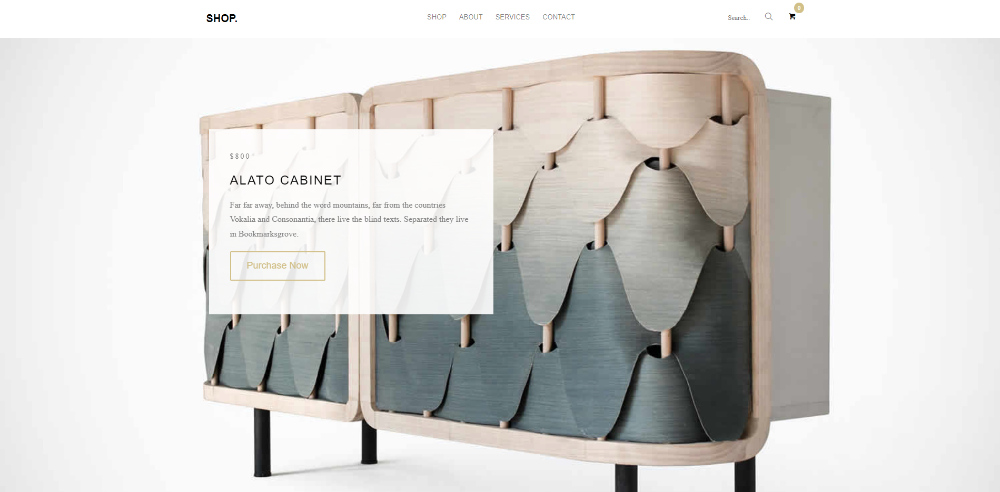 SHOP.
SHOP ABOUT SERVICES CONTACT
Search..
0
$800
ALATO CABINET
Far far away, behind the word mountains, far from the countries
Vokalia and Consonantia, there live the blind texts. Separated they live
in Bookmarksgrove.
Purchase Now